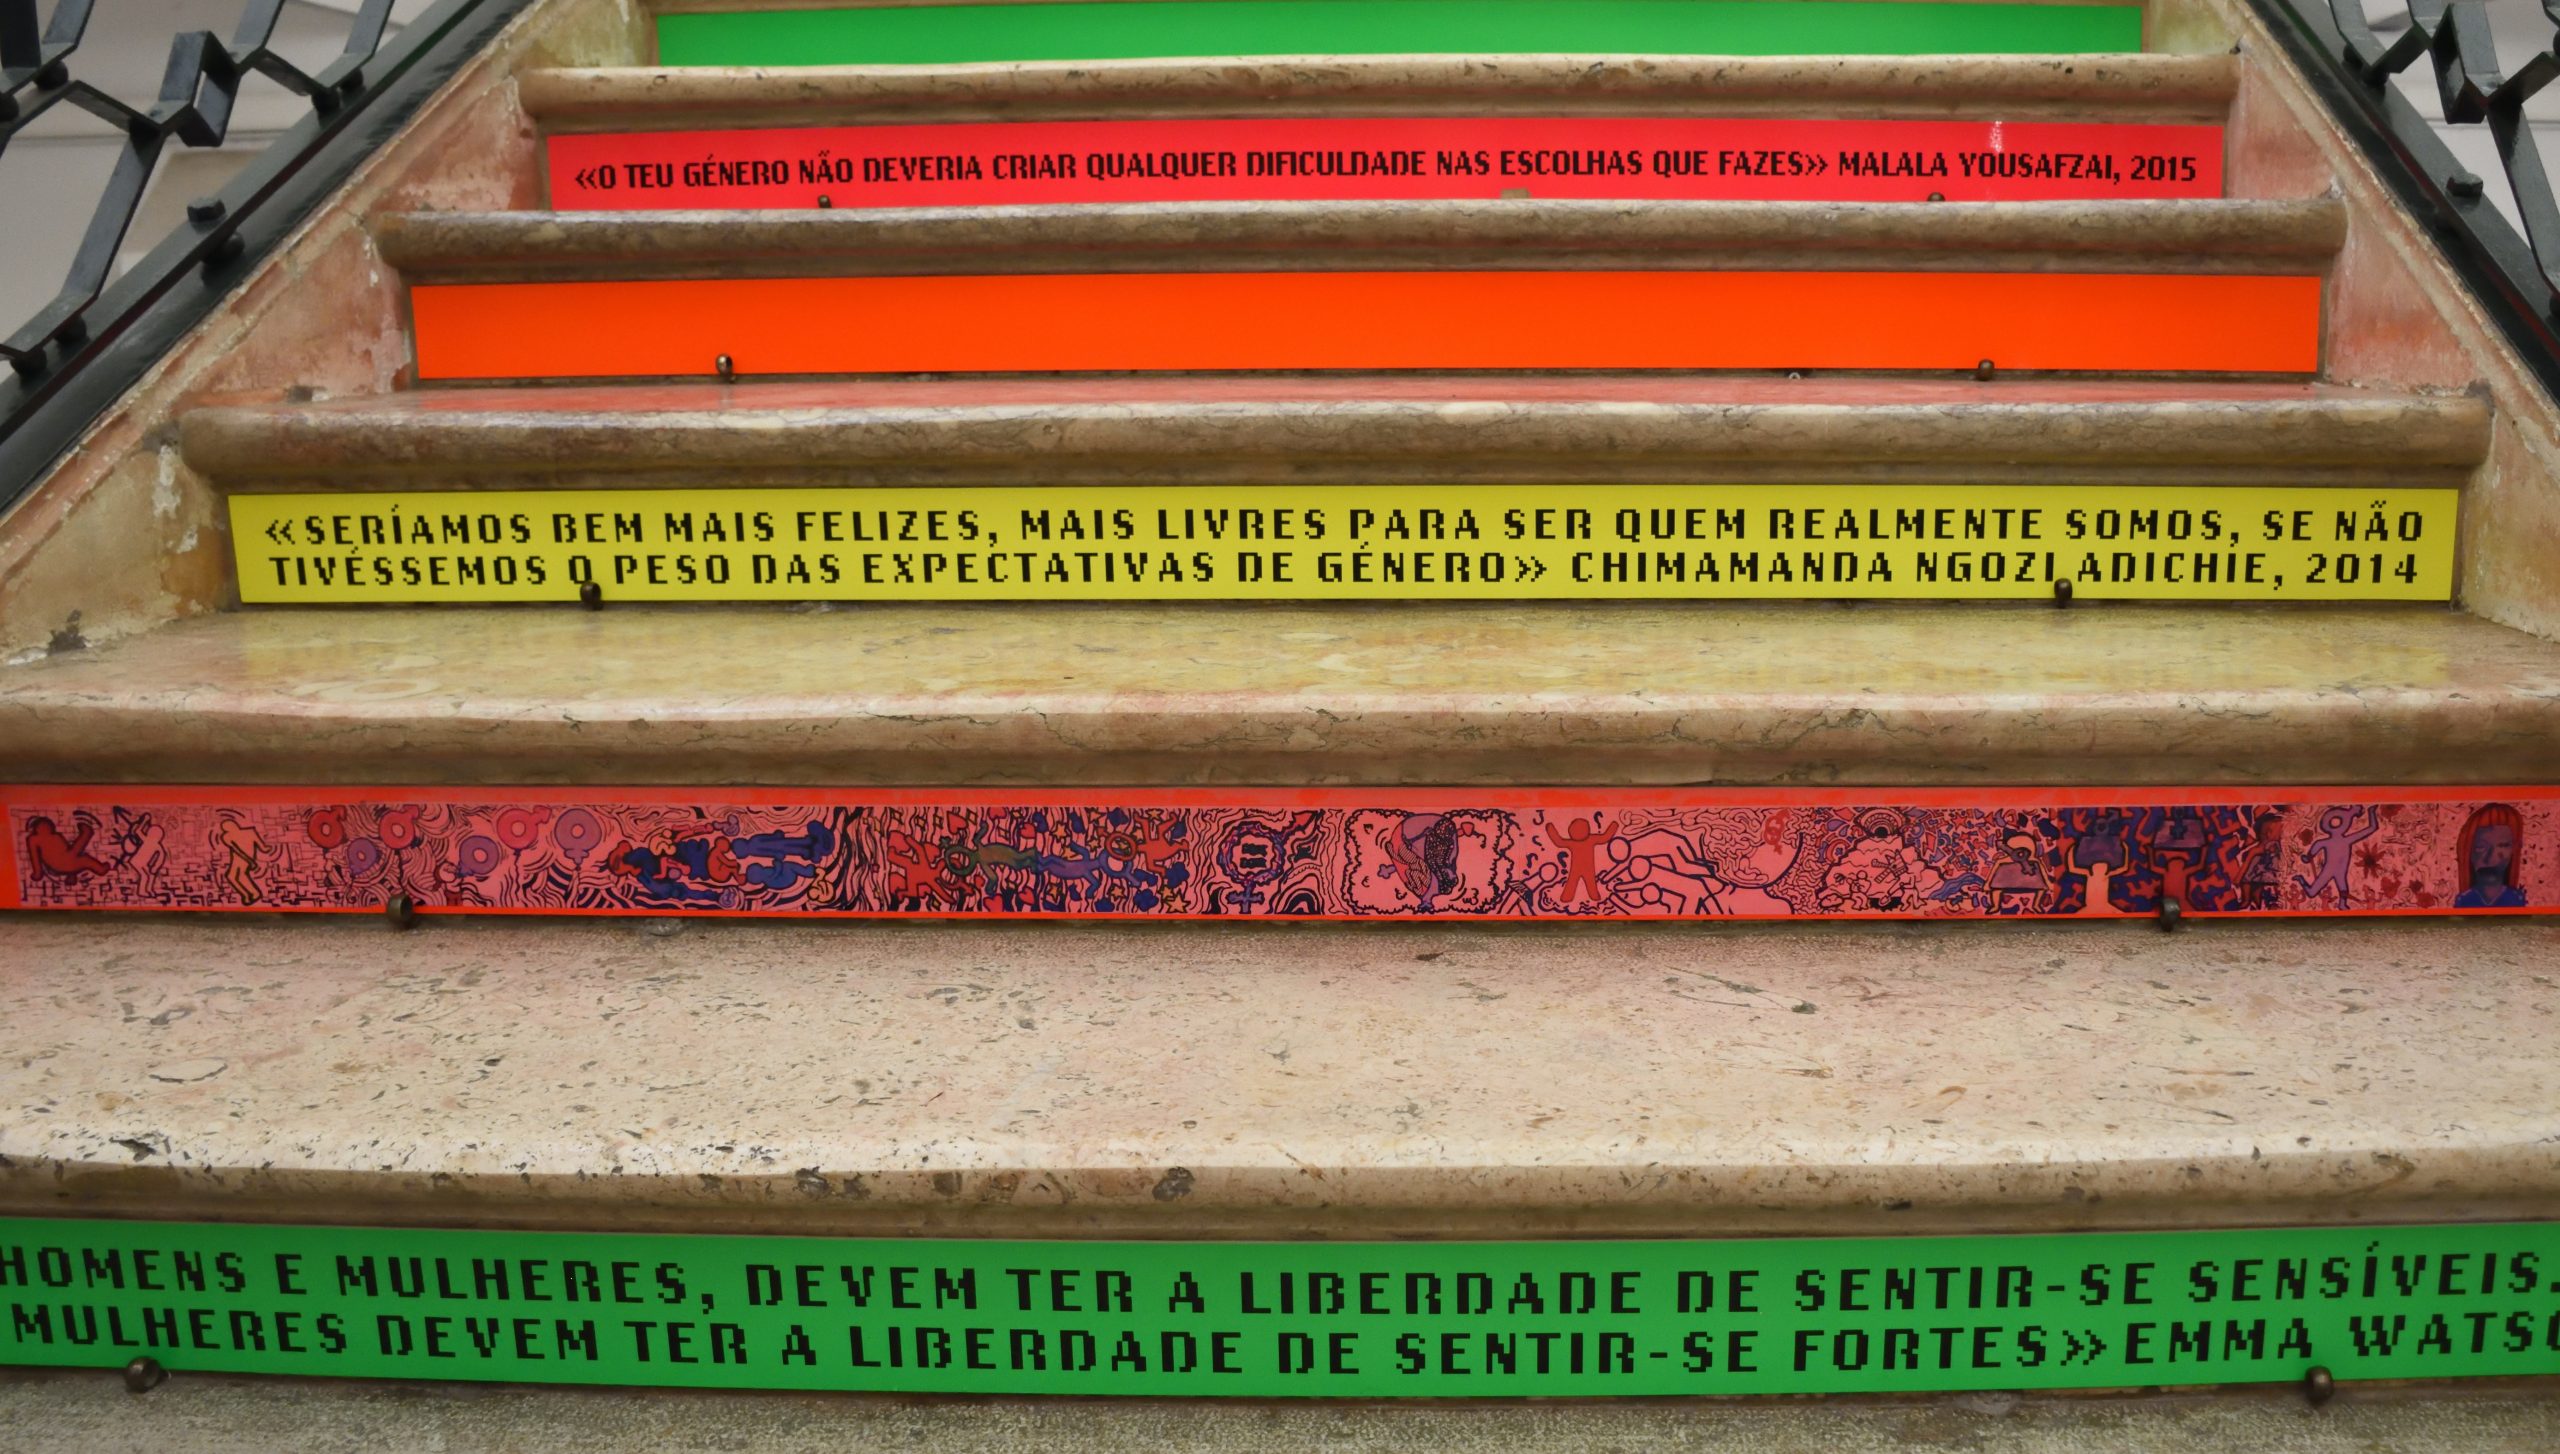 «O TEU GÉNERO NÃO DEVERIA CRIAR QUALQUER DIFICULDADE NAS ESCOLHAS QUE FAZES» MALALA YOUSAFZAI, 2015
«SERÍAMOS BEM MAIS FELIZES, MAIS LIVRES PARA SER QUEM REALMENTE SOMOS, SE NÃO
TIVÉSSEMOS O PESO DAS EXPECTATIVAS DE GÉNERO» CHIMAMANDA NGOZI ADICHIE, 2014
HOMENS E MULHERES, DEVEM TER A LIBERDADE DE SENTIR-SE SENSÍVEIS.
MULHERES DEVEM TER A LIBERDADE DE SENTIR-SE FORTES» EMMA WATSO